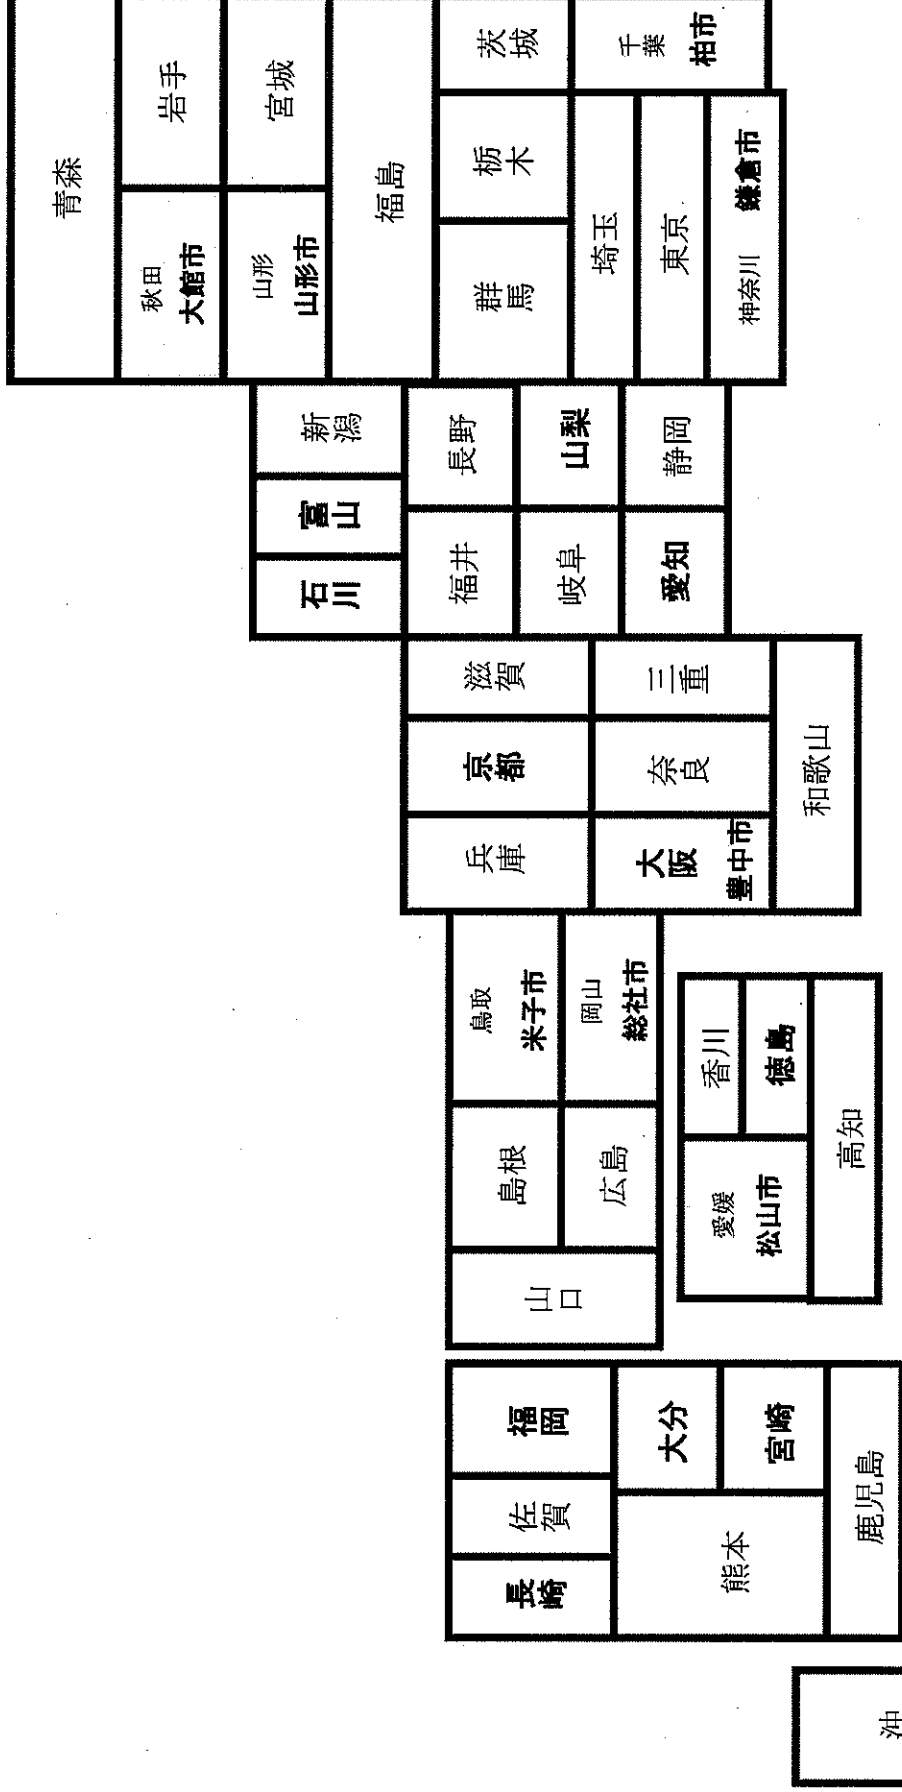 青森
岩手
秋田
大館市
宮城
山形
山形市
福島
茨城
栃木
群馬
千葉
柏市
埼玉
東京
神奈川
鎌倉市
新潟
富山
石川
長野
福井
山梨
岐阜
静岡
愛知
滋賀
京都
兵庫
三重
奈良
大阪
豊中市
和歌山
鳥取
米子市
岡山
総社市
島根
広島
山口
香川
徳島
愛媛
松山市
高知
福岡
佐賀
長崎
大分
宮崎
熊本
鹿児島
沖